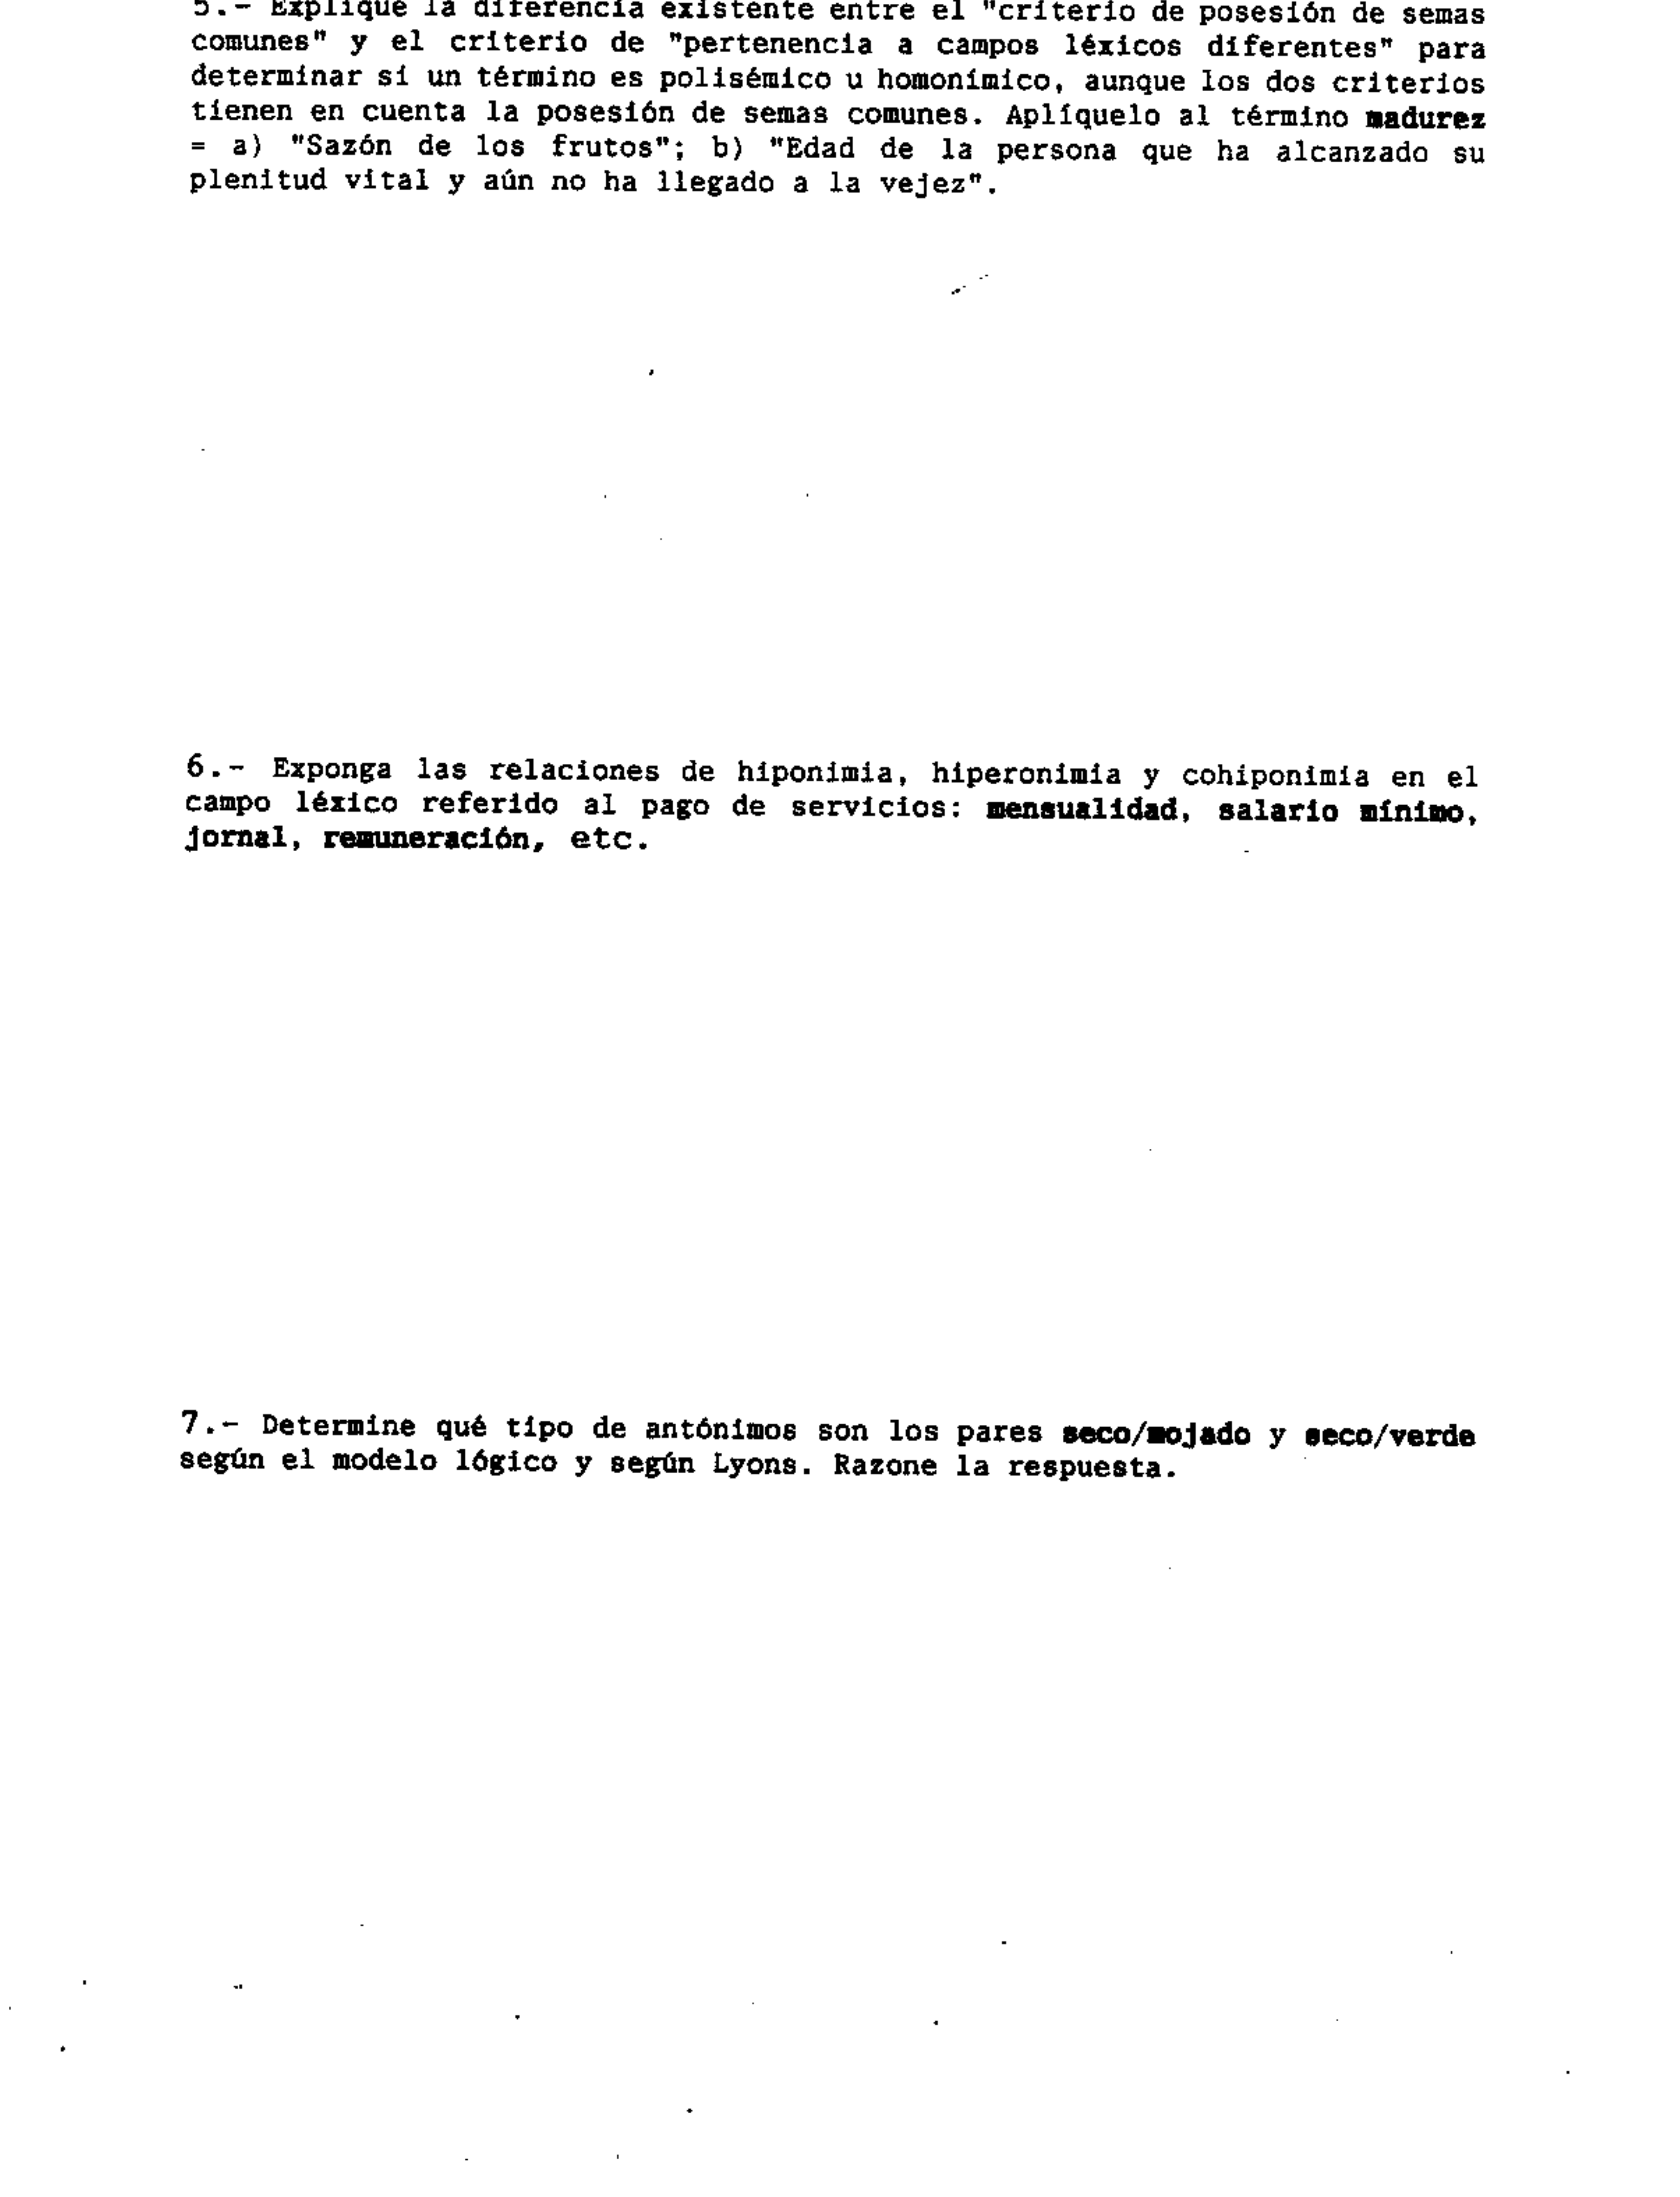 5.- Explique la diferencia existente entre el "criterio de posesión de semas
comunes" y el criterio de "pertenencia a campos léxicos diferentes" para
determinar si un término es polisémico u homonímico, aunque los dos criterios
tienen en cuenta la posesión de semas comunes. Aplíquelo al término madurez
= a) "Sazón de los frutos"; b) "Edad de la persona que ha alcanzado su
plenitud vital y aún no ha llegado a la vejez".
6.- Exponga las relaciones de hiponimia, hiperonimia y cohiponimia en el
campo léxico referido al pago de servicios: mensualidad, salario mínimo,
jornal, remuneración, etc.
7.- Determine qué tipo de antónimos son los pares seco/mojado y seco/verde
según el modelo lógico y según Lyons. Razone la respuesta.